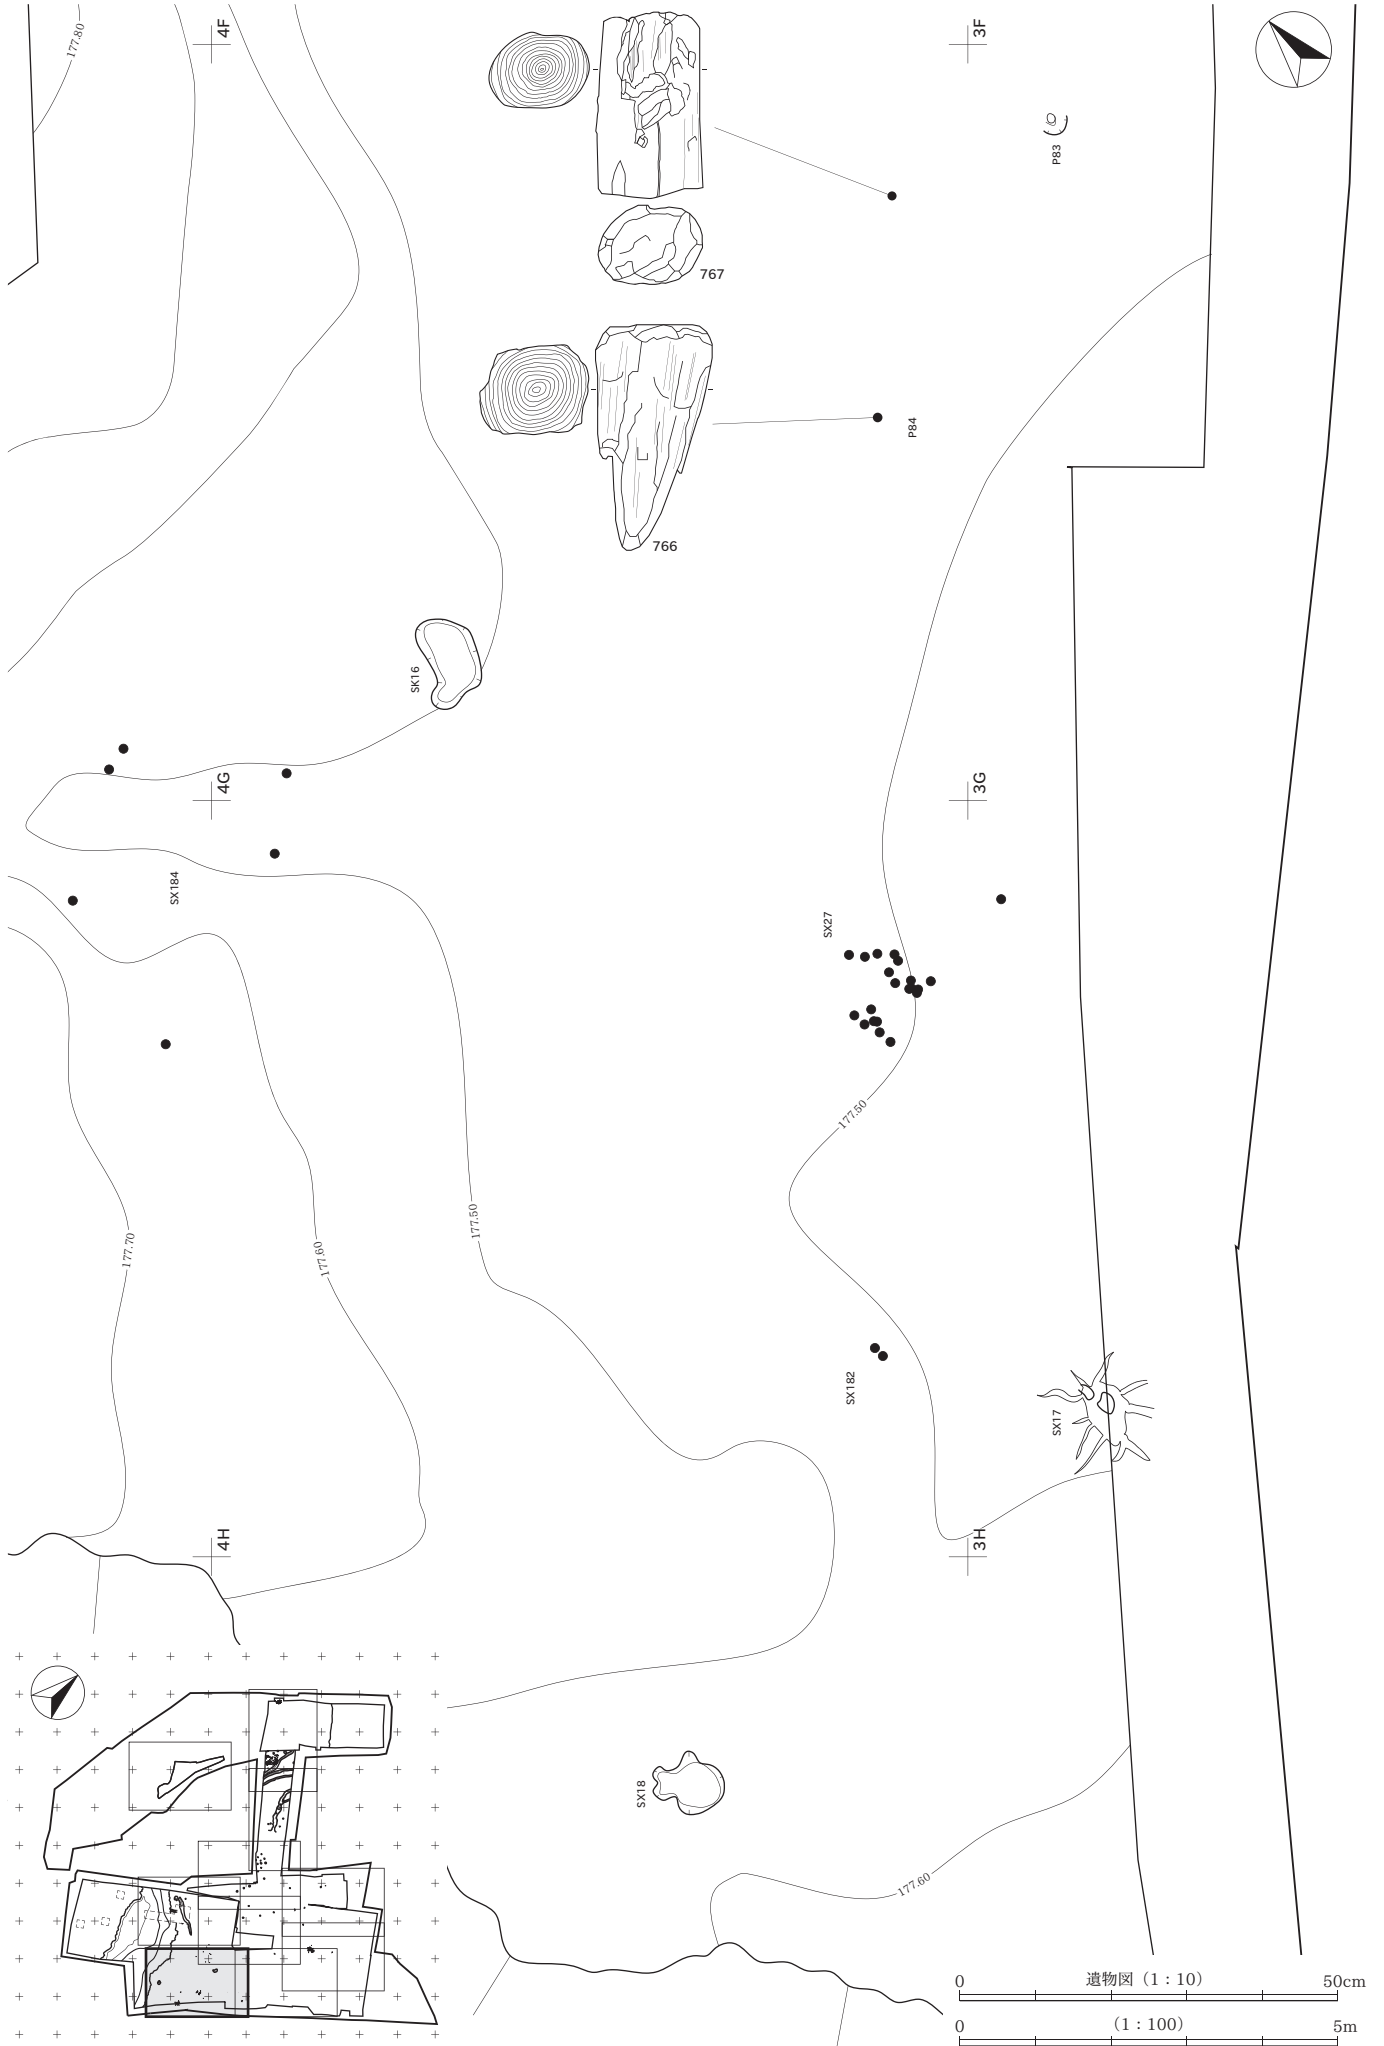 177.80
4F
3F
P83
767
P84
766
SK16
4G
3G
SX184
SX27
177.50
177.50
177.70
177.60
SX182
SX17
4H
3H
SX18
177.60
0 遺物図（1：10） 50cm
0 （1：100） 5m